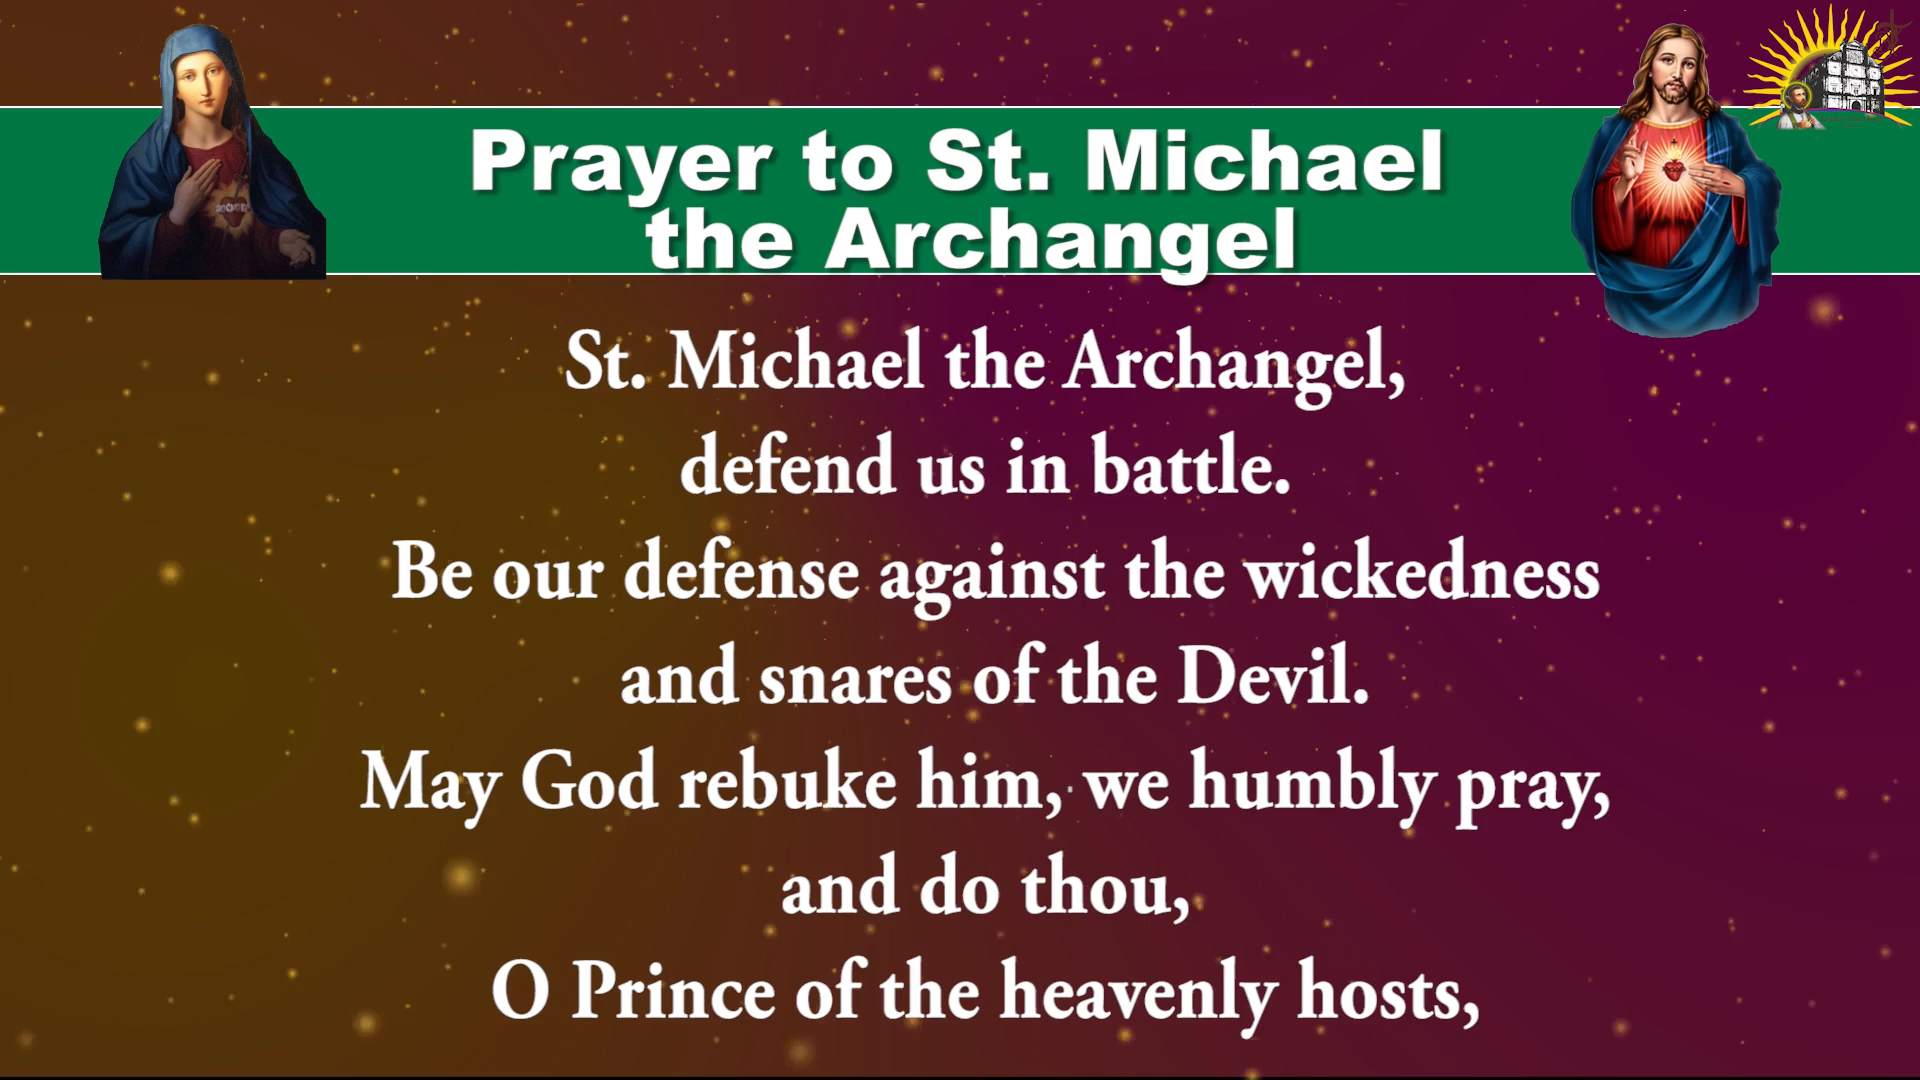 Prayer to St. Michael
the Archangel
St. Michael the Archangel,
defend us in battle.
Be our defense against the wickedness
and snares of the Devil.
May God rebuke him, we humbly pray,
and do thou,
O Prince of the heavenly hosts,